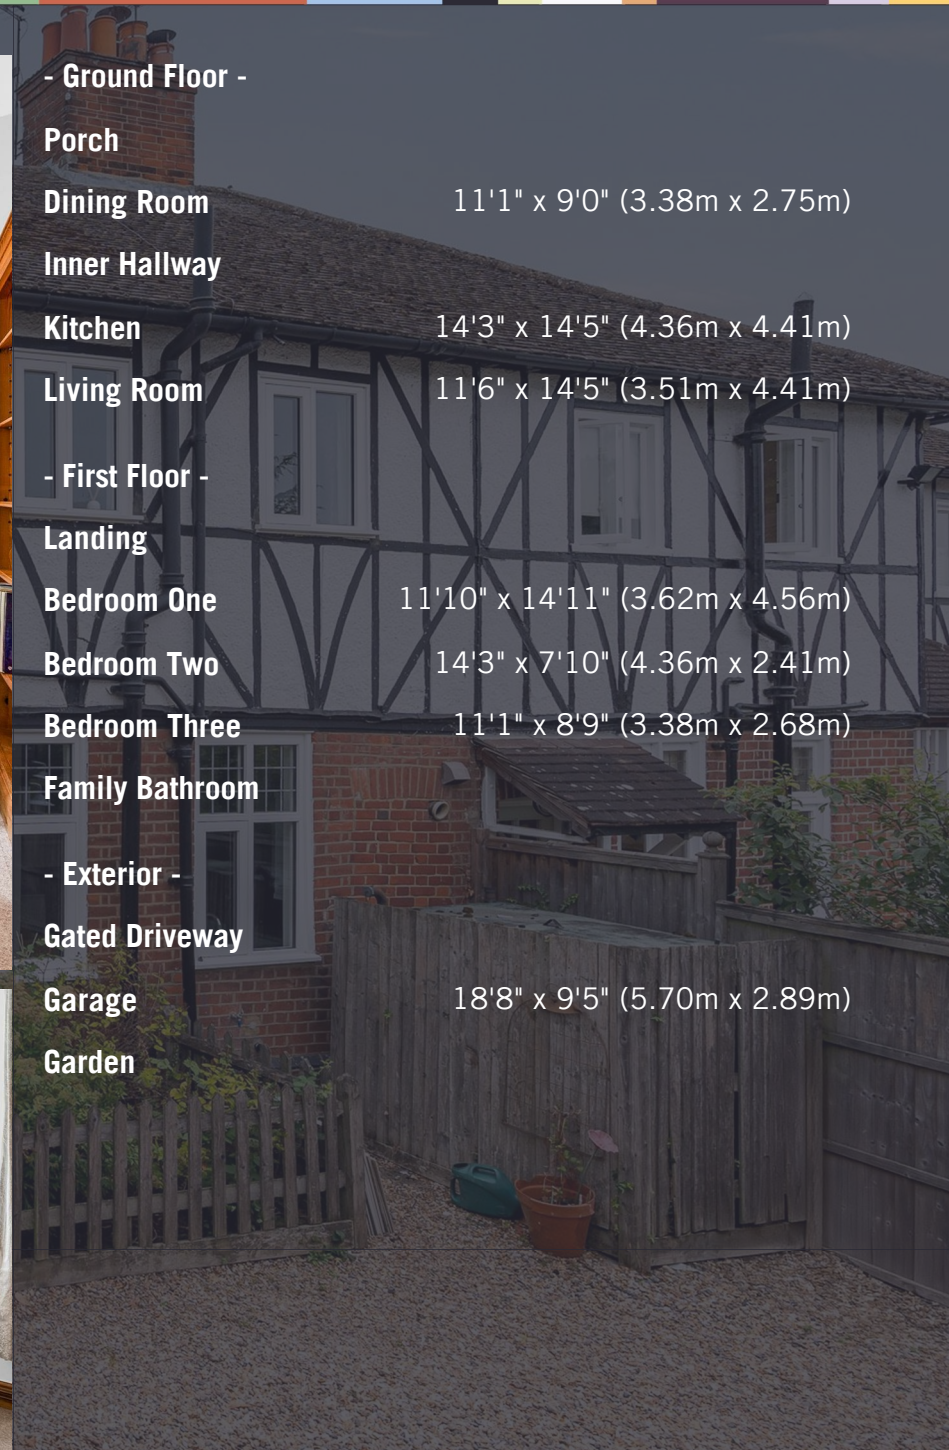 - Ground Floor -
Porch
Dining Room 11'1" x 9'0" (3.38m x 2.75m)
Inner Hallway
Kitchen 14'3" x 14'5" (4.36m x 4.41m)
Living Room 11'6" x 14'5" (3.51m x 4.41m)
- First Floor -
Landing
Bedroom One 11'10" x 14'11" (3.62m x 4.56m)
Bedroom Two 14'3" x 7'10" (4.36m x 2.41m)
Bedroom Three 11'1" x 8'9" (3.38m x 2.68m)
Family Bathroom
- Exterior -
Gated Driveway
Garage 18'8" x 9'5" (5.70m x 2.89m)
Garden